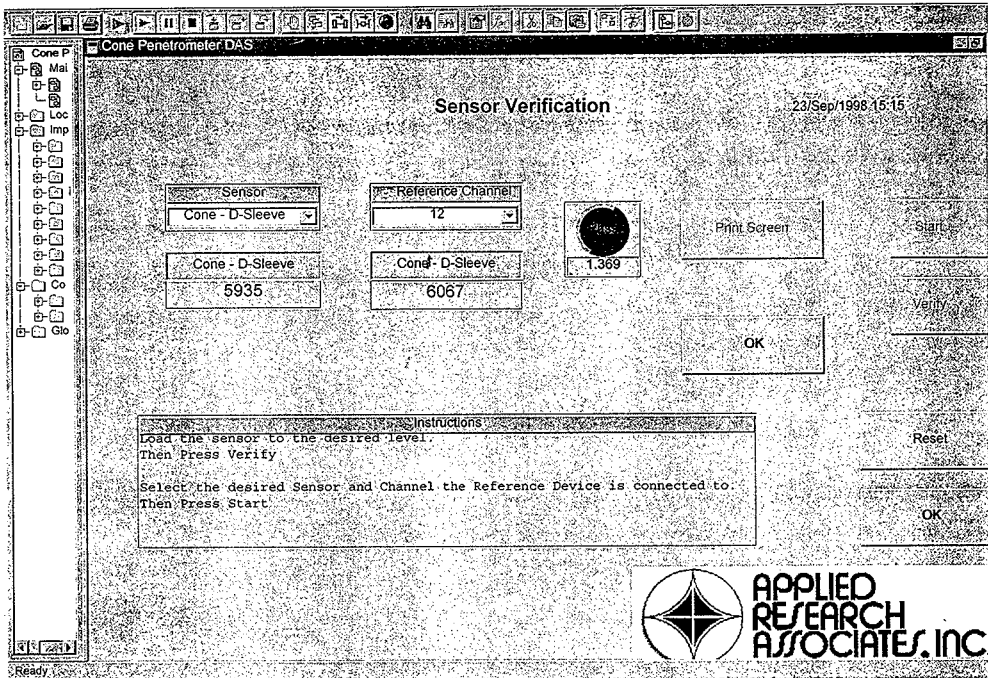 Cone Penetrometer DAS
Cone P
Mai
Loc
Imp
i
Co
Glo
Sensor Verification
23/Sep/1998 15:15
Sensor
Reference Channel
Cone - D-Sleeve
12
Pass
Print Screen
Start
Cone - D-Sleeve
Cone - D-Sleeve
1.369
5935
6067
Verify
OK
Instructions
Load the sensor to the desired level.
Then Press Verify
Select the desired Sensor and Channel the Reference Device is connected to.
Then Press Start
Reset
OK
APPLIED
RESEARCH
ASSOCIATES, INC
Ready